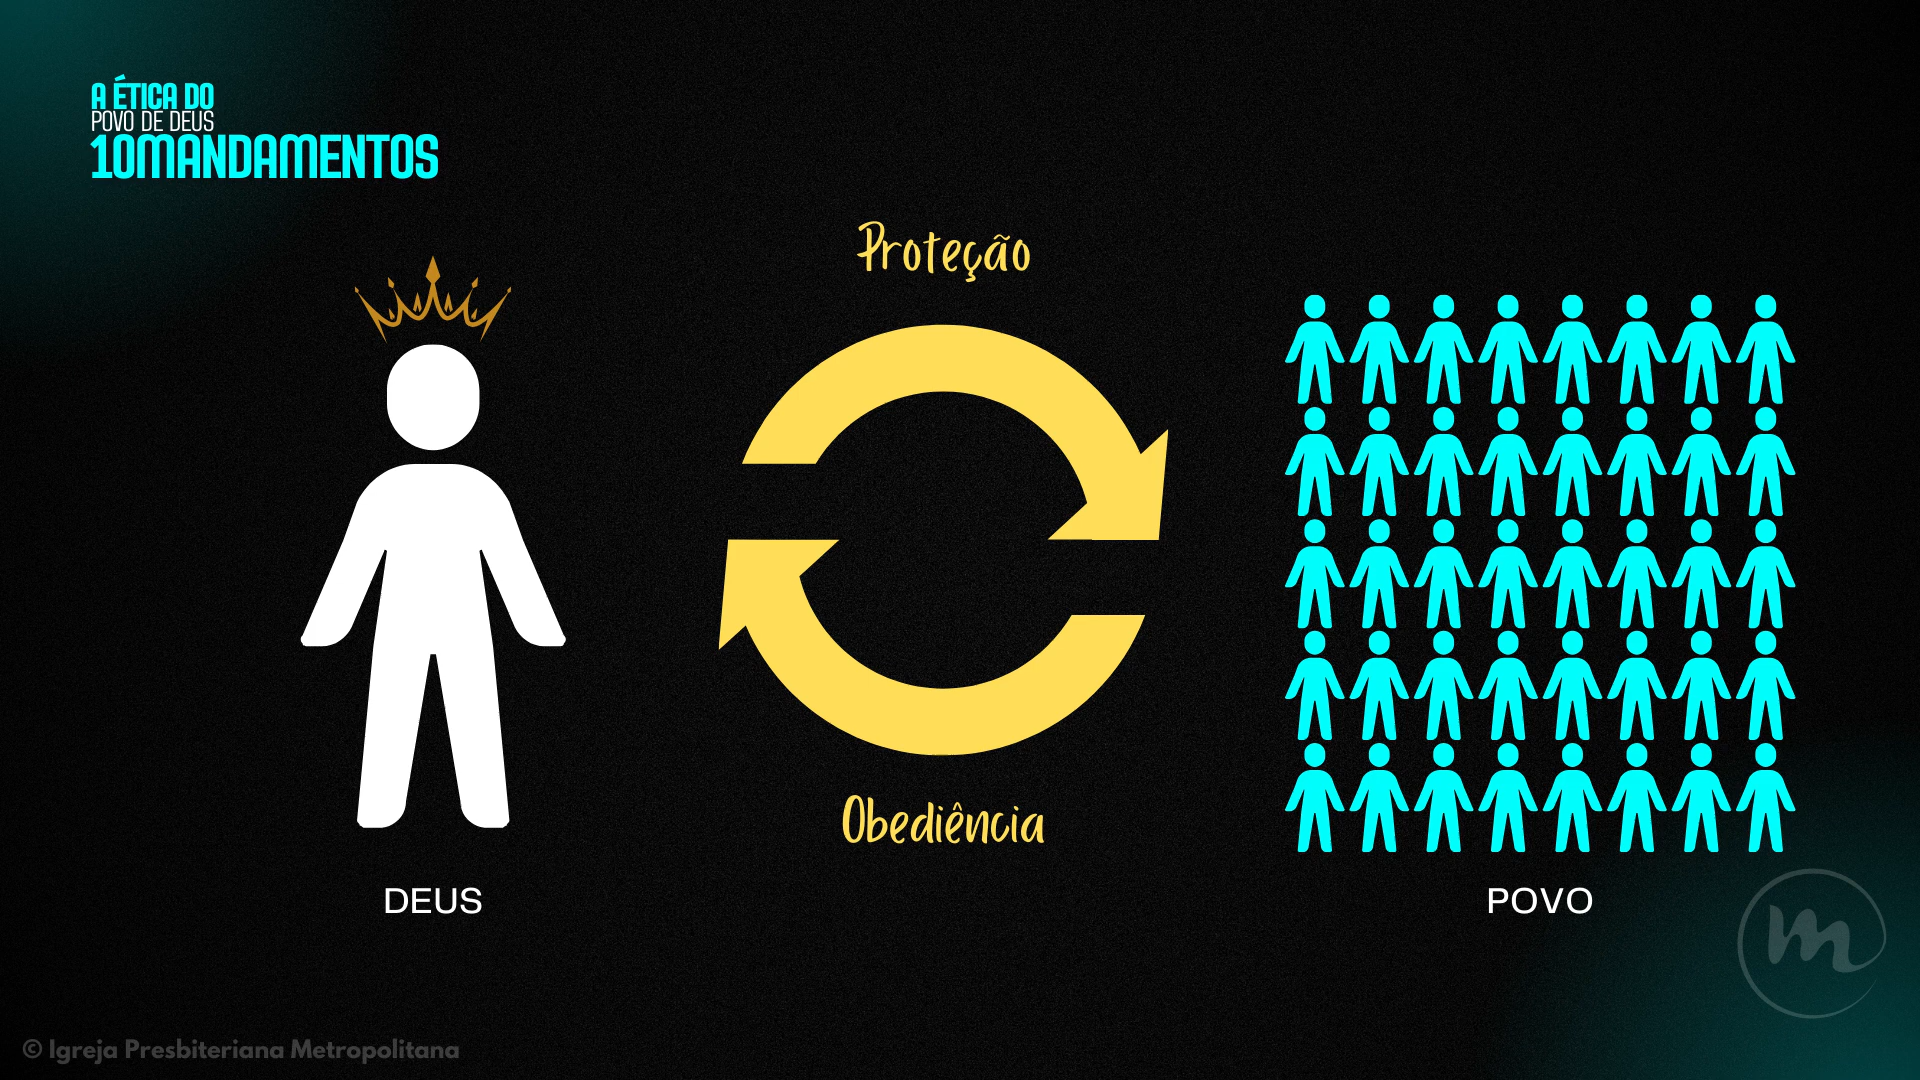 A ÉTICA DO
POVO DE DEUS
10MANDAMENTOS
Proteção
Obediência
DEUS
POVO
m
© Igreja Presbiteriana Metropolitana